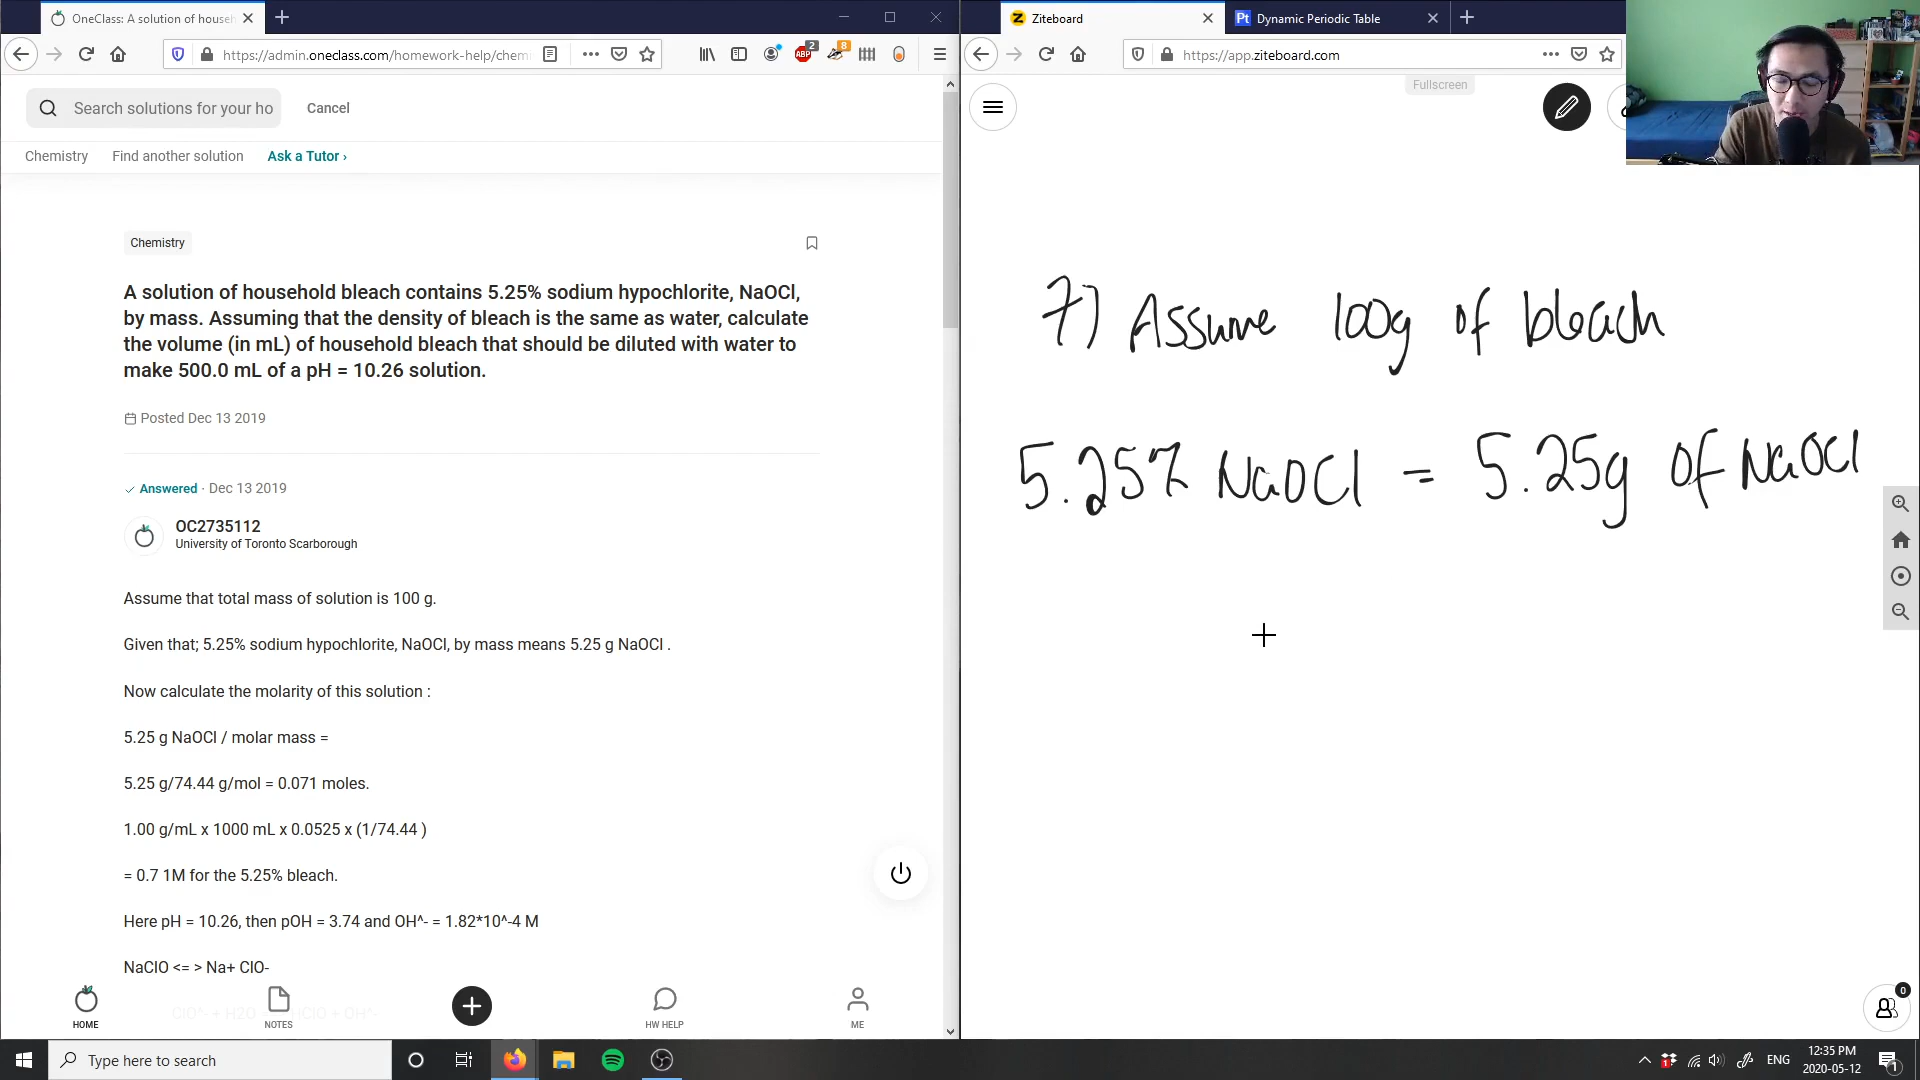 OneClass: A solution of househ
Ziteboard
Dynamic Periodic Table
https://admin.oneclass.com/homework-help/chemi
2
ABP
8
https://app.ziteboard.com
Fullscreen
Search solutions for your ho
Cancel
Chemistry
Find another solution
Ask a Tutor ›
Chemistry
A solution of household bleach contains 5.25% sodium hypochlorite, NaOCl,
by mass. Assuming that the density of bleach is the same as water, calculate
the volume (in mL) of household bleach that should be diluted with water to
make 500.0 mL of a pH = 10.26 solution.
Posted Dec 13 2019
Answered · Dec 13 2019
OC2735112
University of Toronto Scarborough
Assume that total mass of solution is 100 g.
Given that; 5.25% sodium hypochlorite, NaOCl, by mass means 5.25 g NaOCl .
Now calculate the molarity of this solution :
5.25 g NaOCl / molar mass =
5.25 g/74.44 g/mol = 0.071 moles.
1.00 g/mL x 1000 mL x 0.0525 x (1/74.44 )
= 0.7 1M for the 5.25% bleach.
Here pH = 10.26, then pOH = 3.74 and OH^- = 1.82*10^-4 M
NaClO <= > Na+ ClO-
HOME
NOTES
HW HELP
ME
7) Assume 100g of bleach
5.25% NaOCl = 5.25g of NaOCl
0
Type here to search
ENG
12:35 PM
2020-05-12
1